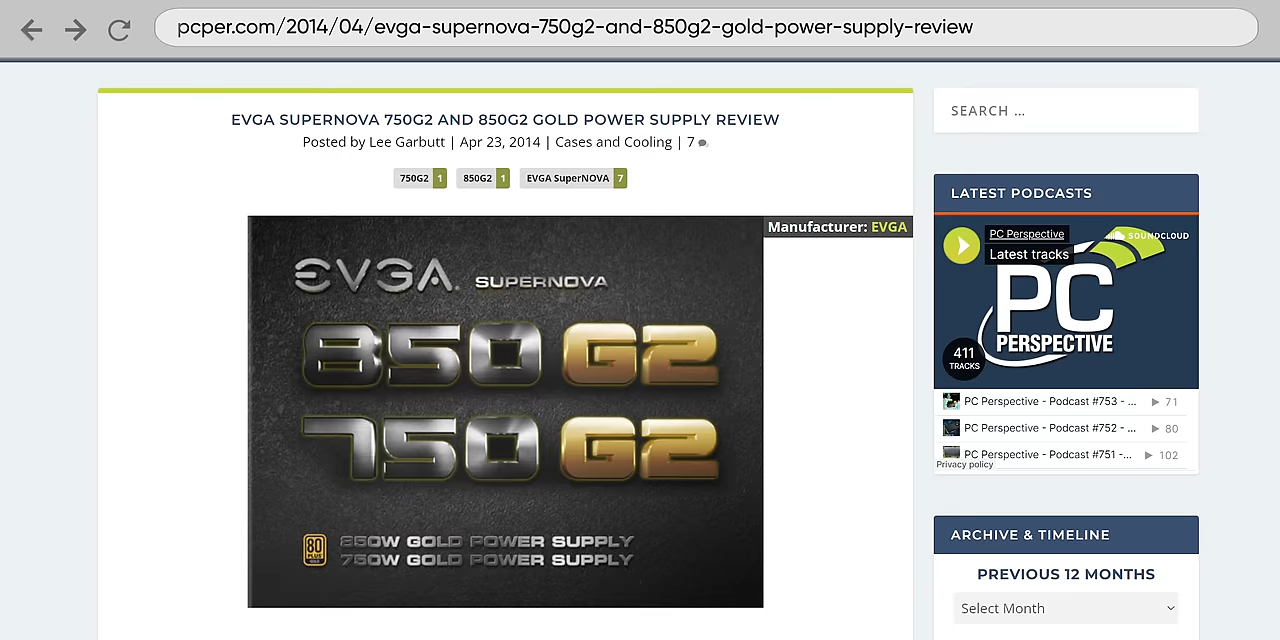 pcper.com/2014/04/evga-supernova-750g2-and-850g2-gold-power-supply-review
EVGA SUPERNOVA 750G2 AND 850G2 GOLD POWER SUPPLY REVIEW
Posted by Lee Garbutt | Apr 23, 2014 | Cases and Cooling | 7
750G2 1 850G2 1 EVGA SuperNOVA 7
Manufacturer: EVGA
EVGA. SUPERNOVA
850 G2
750 G2
80 PLUS GOLD
850W GOLD POWER SUPPLY
750W GOLD POWER SUPPLY
SEARCH ...
LATEST PODCASTS
PC Perspective
Latest tracks
SOUNDCLOUD
PC
PERSPECTIVE
411
TRACKS
PC Perspective - Podcast #753 - ... 71
PC Perspective - Podcast #752 - ... 80
PC Perspective - Podcast #751 -... 102
Privacy policy
ARCHIVE & TIMELINE
PREVIOUS 12 MONTHS
Select Month